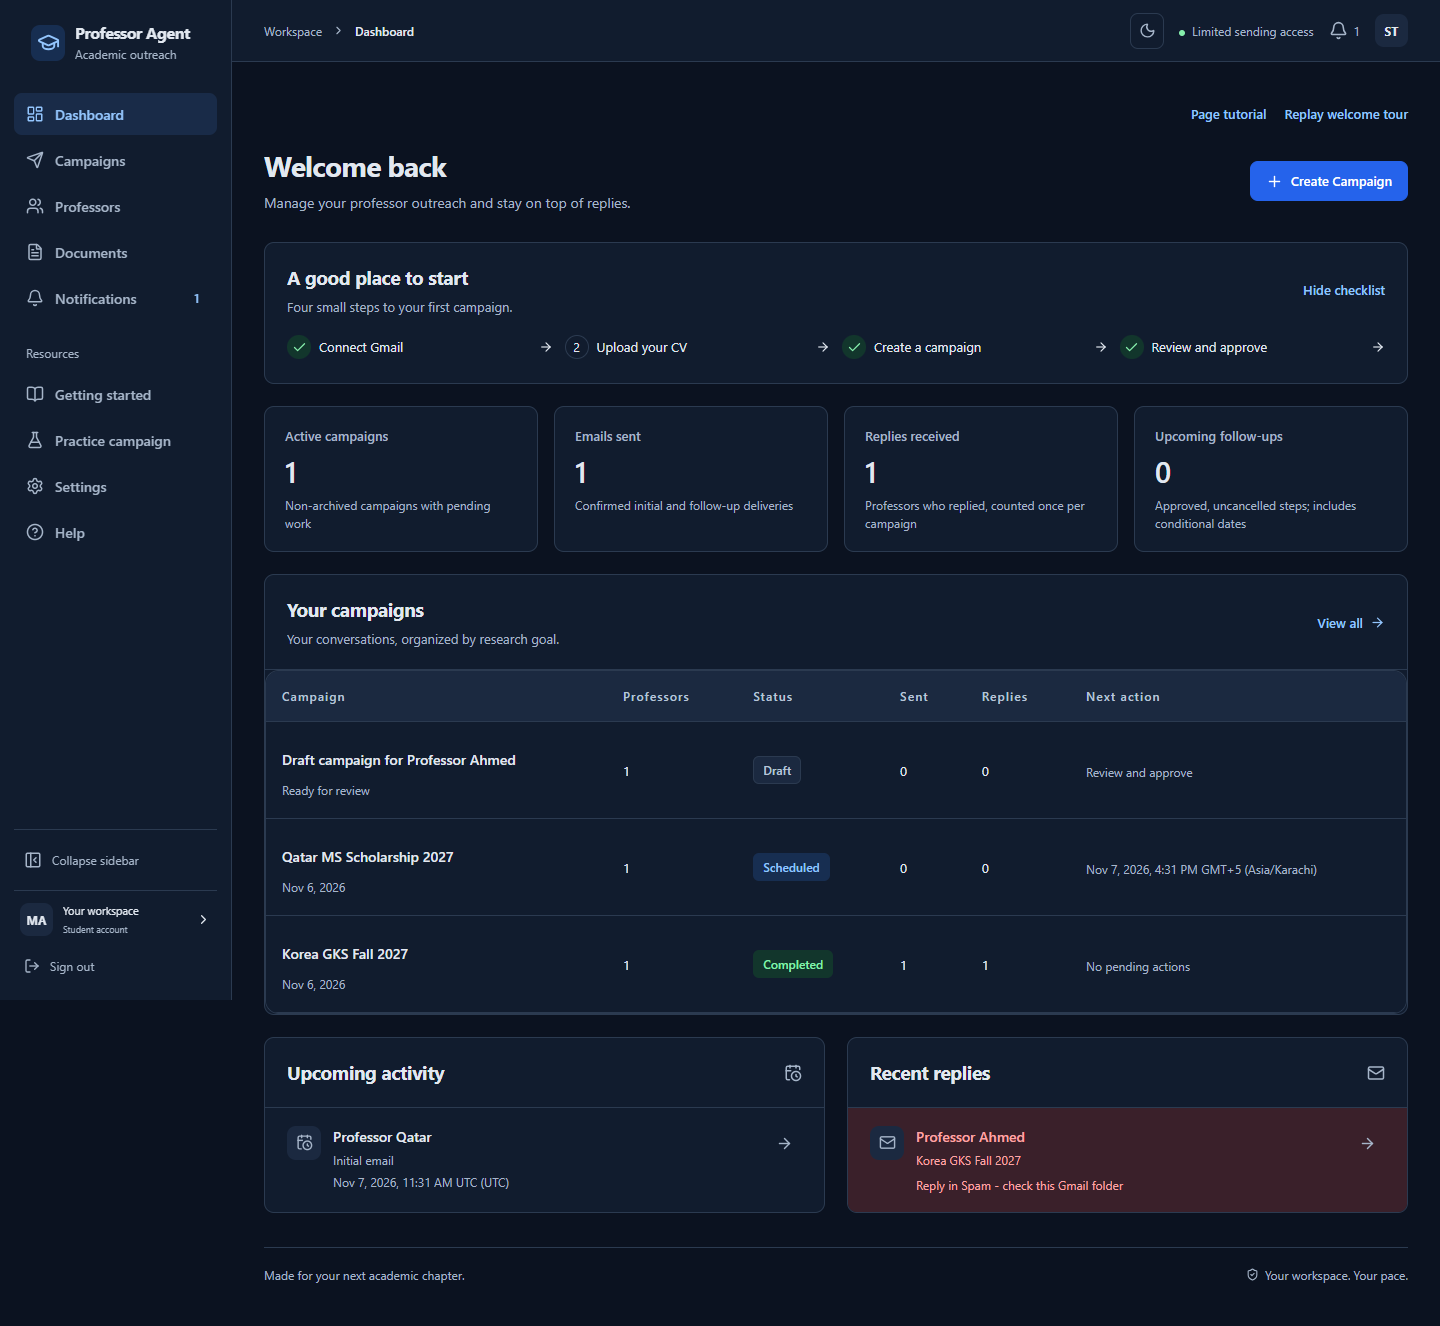 Professor Agent
Academic outreach
Dashboard
Campaigns
Professors
Documents
Notifications 1
Resources
Getting started
Practice campaign
Settings
Help
Collapse sidebar
MA
Your workspace
Student account
Sign out
Workspace Dashboard
Limited sending access 1 ST
Page tutorial Replay welcome tour
Welcome back
Manage your professor outreach and stay on top of replies.
Create Campaign
A good place to start
Four small steps to your first campaign.
Hide checklist
Connect Gmail 2 Upload your CV Create a campaign Review and approve
Active campaigns
1
Non-archived campaigns with pending
work
Emails sent
1
Confirmed initial and follow-up deliveries
Replies received
1
Professors who replied, counted once per
campaign
Upcoming follow-ups
0
Approved, uncancelled steps; includes
conditional dates
Your campaigns
Your conversations, organized by research goal.
View all
Campaign Professors Status Sent Replies Next action
Draft campaign for Professor Ahmed
Ready for review
1 Draft 0 0 Review and approve
Qatar MS Scholarship 2027
Nov 6, 2026
1 Scheduled 0 0 Nov 7, 2026, 4:31 PM GMT+5 (Asia/Karachi)
Korea GKS Fall 2027
Nov 6, 2026
1 Completed 1 1 No pending actions
Upcoming activity
Professor Qatar
Initial email
Nov 7, 2026, 11:31 AM UTC (UTC)
Recent replies
Professor Ahmed
Korea GKS Fall 2027
Reply in Spam - check this Gmail folder
Made for your next academic chapter.
Your workspace. Your pace.